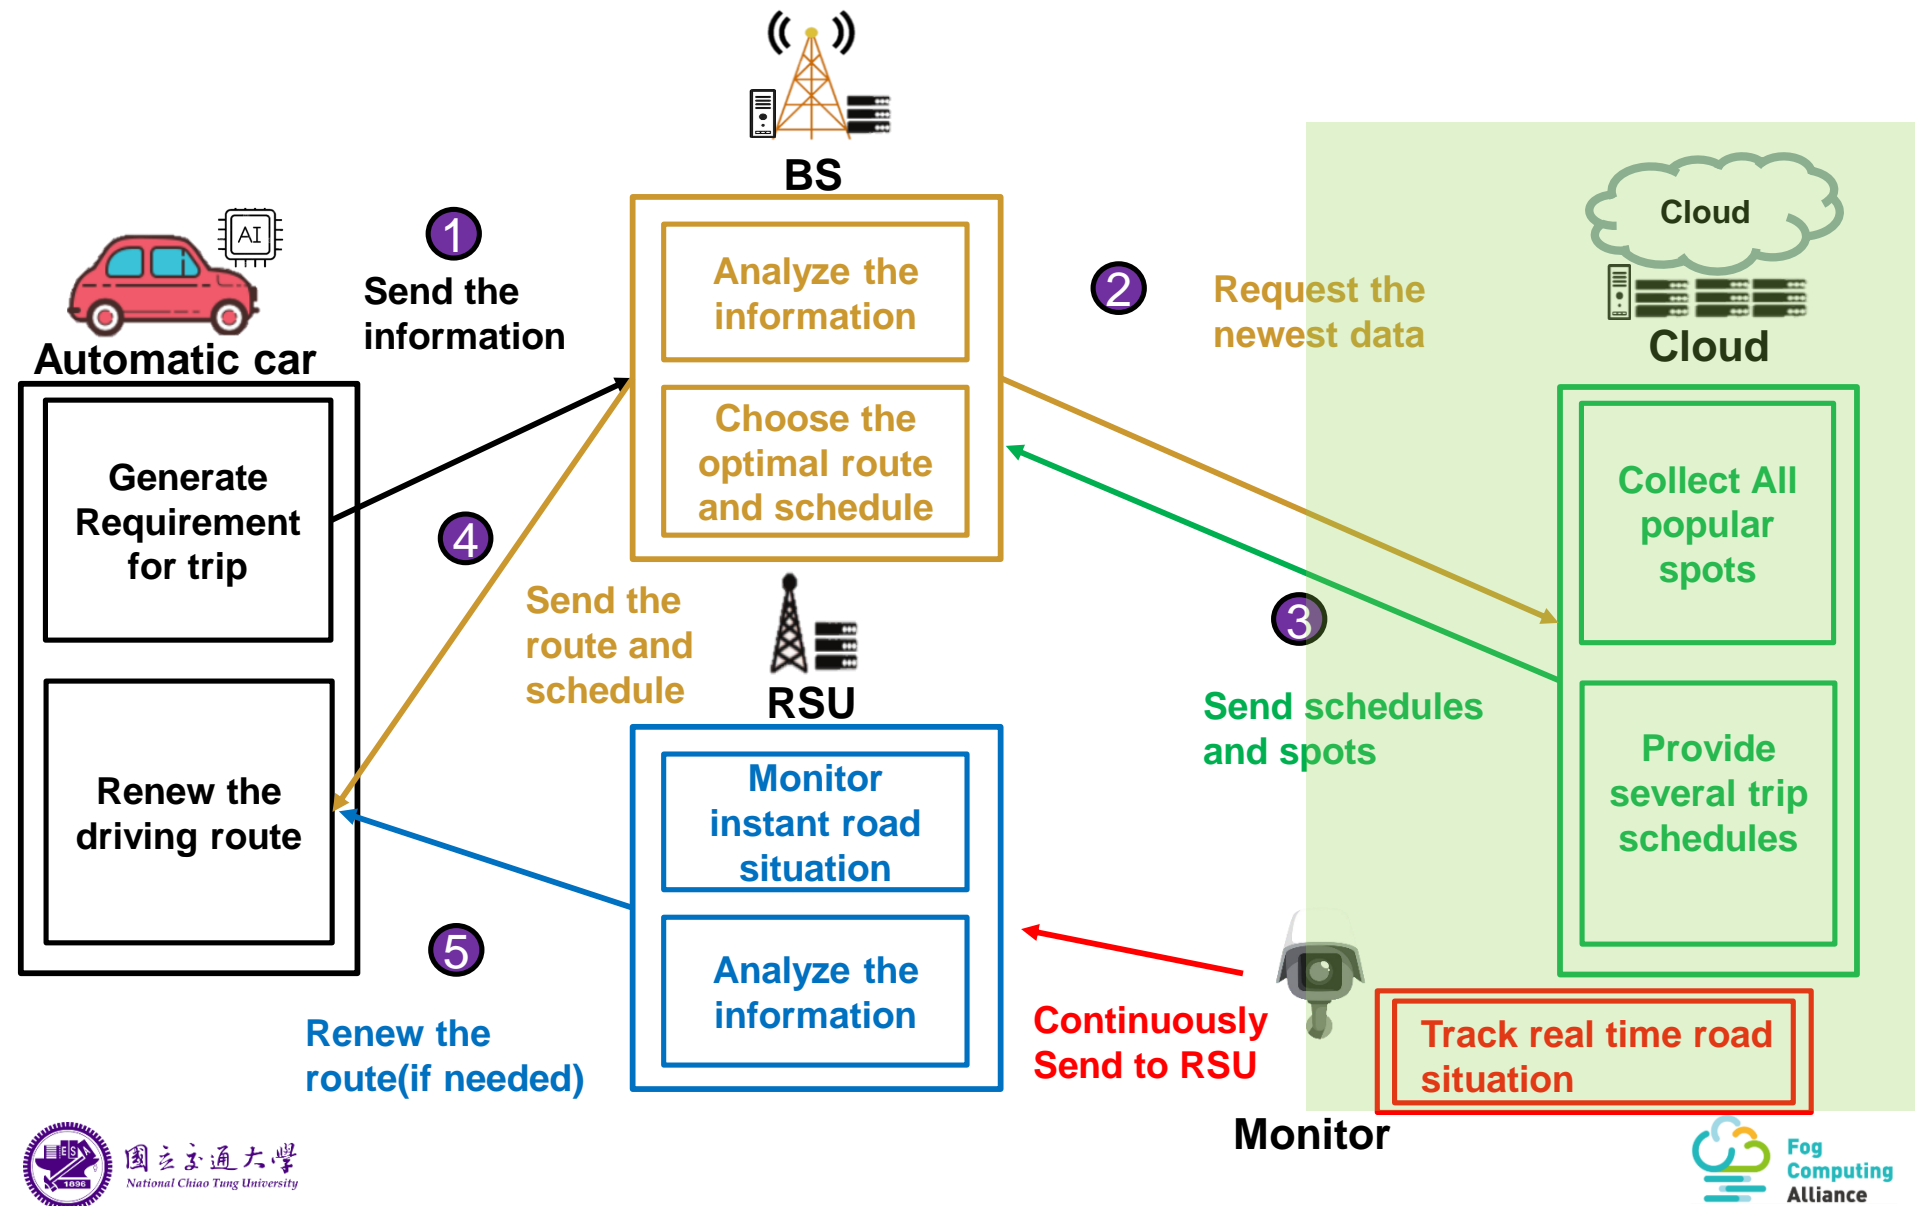 BS
Cloud
AI
1
Send the
information
Analyze the
information
2
Request the
newest data
Cloud
Automatic car
Generate
Requirement
for trip
Choose the
optimal route
and schedule
Collect All
popular
spots
4
Send the
route and
schedule
3
RSU
Send schedules
and spots
Renew the
driving route
Monitor
instant road
situation
Provide
several trip
schedules
5
Renew the
route(if needed)
Analyze the
information
Continuously
Send to RSU
Track real time road
situation
Monitor
ES
1896
國立交通大學
National Chiao Tung University
Fog
Computing
Alliance